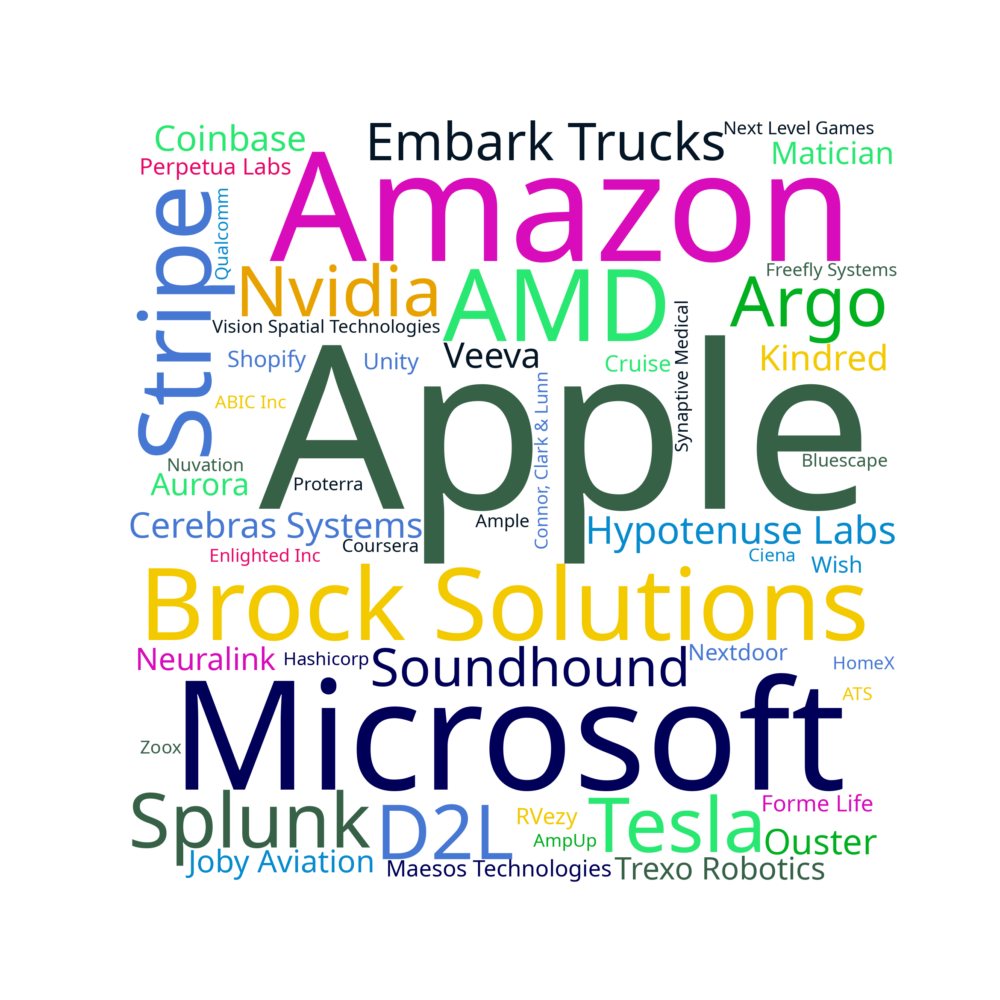 Coinbase
Embark Trucks
Next Level Games
Perpetua Labs
Matician
Amazon
Stripe
Qualcomm
Nvidia
AMD
Freefly Systems
Argo
Vision Spatial Technologies
Shopify
Unity
Veeva
Cruise
Synaptive Medical
Kindred
ABIC Inc
Apple
Connor, Clark & Lunn
Nuvation
Bluescape
Aurora
Proterra
Cerebras Systems
Ample
Hypotenuse Labs
Enlighted Inc
Coursera
Ciena
Wish
Brock Solutions
Neuralink
Hashicorp
Soundhound
Nextdoor
HomeX
Microsoft
ATS
Zoox
Splunk
D2L
RVezy
Tesla
Forme Life
AmpUp
Ouster
Joby Aviation
Maesos Technologies
Trexo Robotics